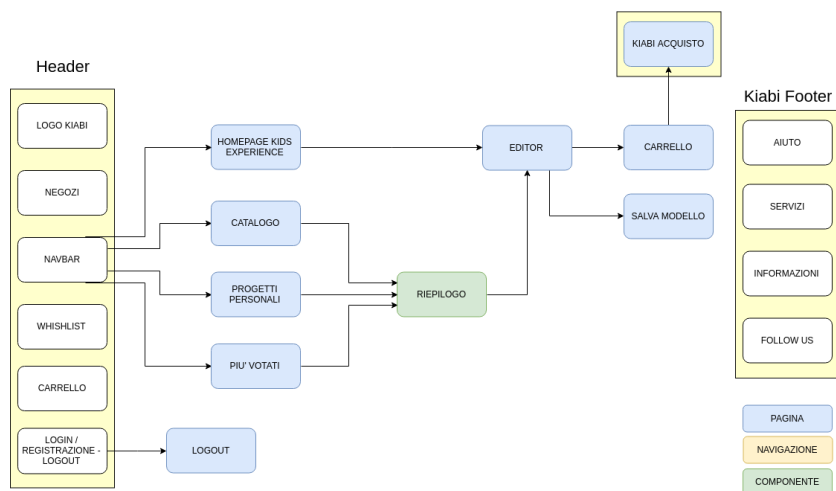 KIABI ACQUISTO
Header
Kiabi Footer
LOGO KIABI
HOMEPAGE KIDS
EXPERIENCE
EDITOR
CARRELLO
AIUTO
NEGOZI
CATALOGO
SALVA MODELLO
SERVIZI
NAVBAR
PROGETTI
PERSONALI
RIEPILOGO
INFORMAZIONI
WHISHLIST
PIU' VOTATI
FOLLOW US
CARRELLO
LOGIN /
REGISTRAZIONE -
LOGOUT
LOGOUT
PAGINA
NAVIGAZIONE
COMPONENTE